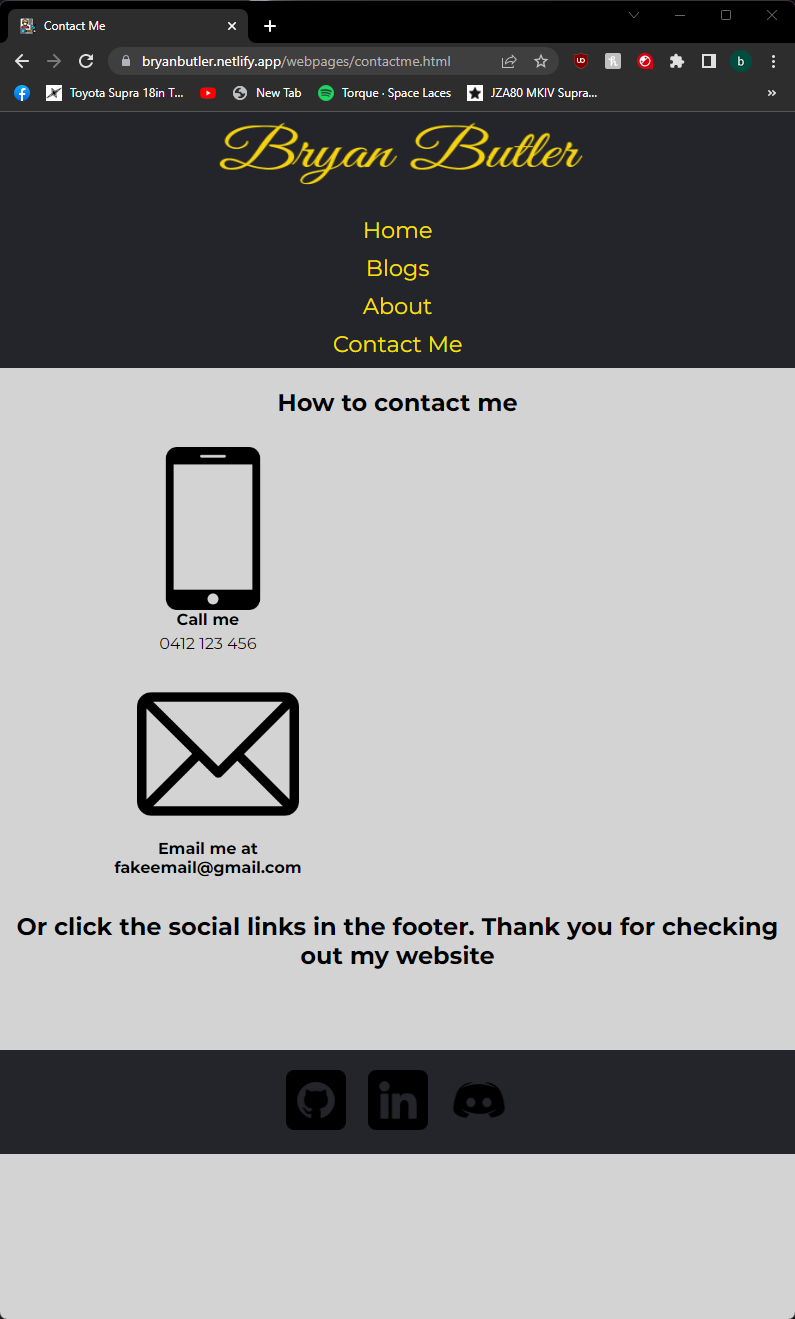 Contact Me
bryanbutler.netlify.app/webpages/contactme.html
UD
h
b
Toyota Supra 18in T...
New Tab
Torque · Space Laces
JZA80 MKIV Supra...
»
Bryan Butler
Home
Blogs
About
Contact Me
How to contact me
Call me
0412 123 456
Email me at
fakeemail@gmail.com
Or click the social links in the footer. Thank you for checking
out my website
in